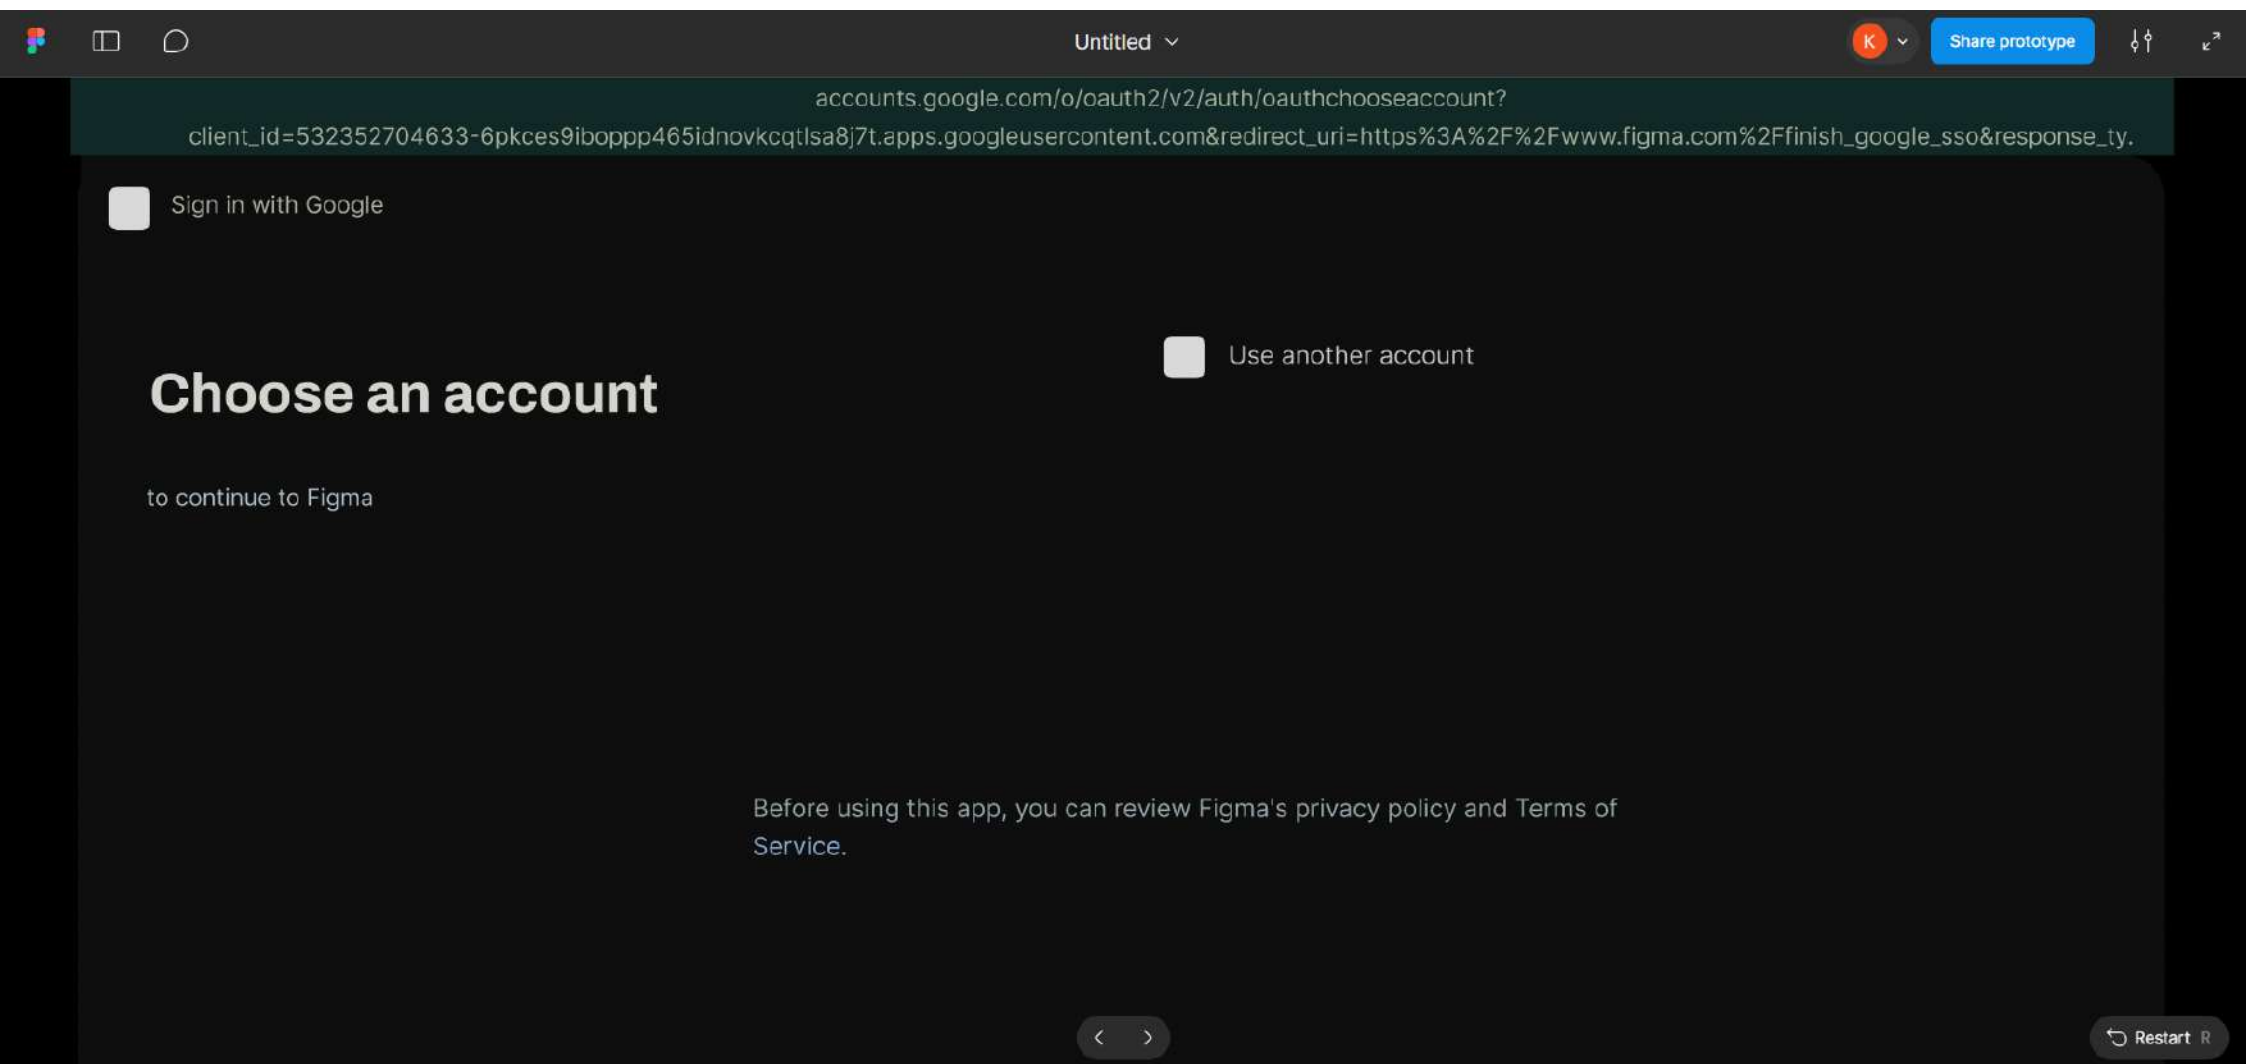 Untitled
K
Share prototype
accounts.google.com/o/oauth2/v2/auth/oauthchooseaccount?
client_id=532352704633-6pkces9iboppp465idnovkcqtlsa8j7t.apps.googleusercontent.com&redirect_uri=https%3A%2F%2Fwww.figma.com%2Ffinish_google_sso&response_ty.
Sign in with Google
Use another account
Choose an account
to continue to Figma
Before using this app, you can review Figma's privacy policy and Terms of
Service.
Restart R